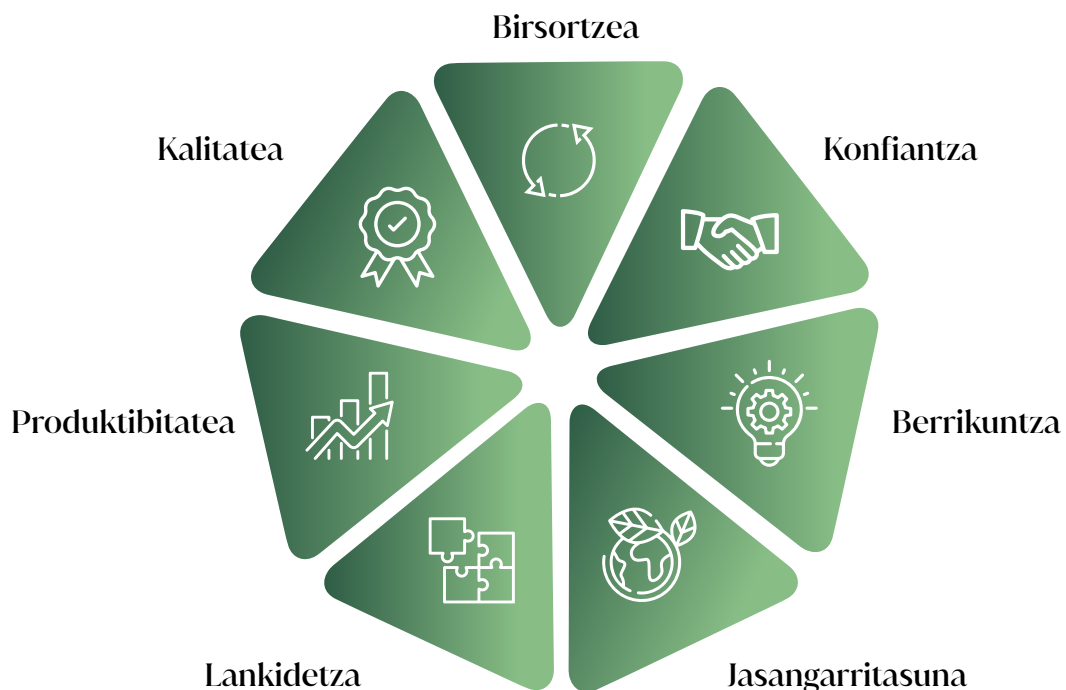 Birsortzea
Kalitatea
Konfiantza
Produktibitatea
Berrikuntza
Lankidetza
Jasangarritasuna